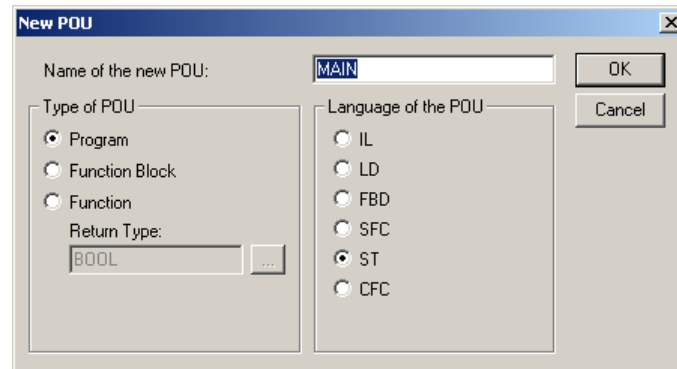 New POU
Name of the new POU:
MAIN
OK
Cancel
Type of POU
Program
Function Block
Function
Return Type:
BOOL
...
Language of the POU
IL
LD
FBD
SFC
ST
CFC